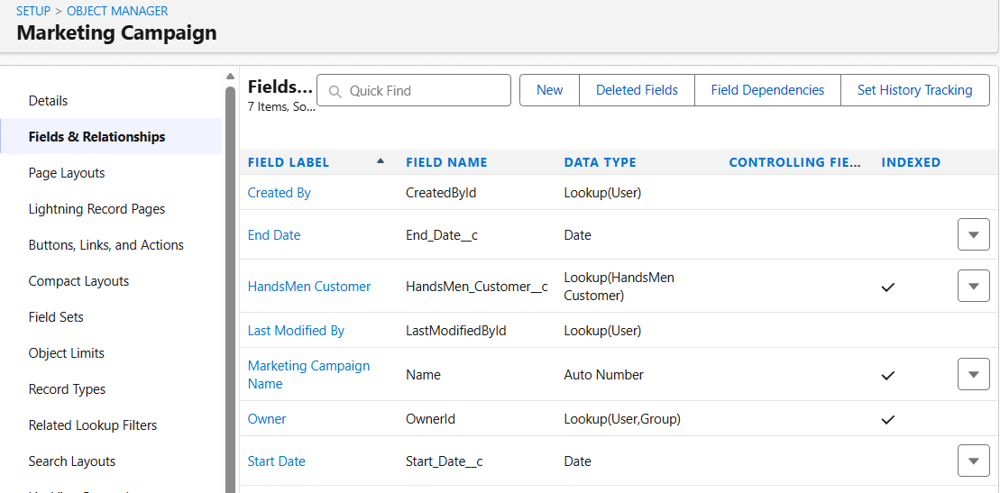 SETUP > OBJECT MANAGER
Marketing Campaign
Details
Fields & Relationships
Page Layouts
Lightning Record Pages
Buttons, Links, and Actions
Compact Layouts
Field Sets
Object Limits
Record Types
Related Lookup Filters
Search Layouts
Fields...
7 Items, So...
Quick Find
New
Deleted Fields
Field Dependencies
Set History Tracking
FIELD LABEL FIELD NAME DATA TYPE CONTROLLING FIE... INDEXED
Created By CreatedById Lookup(User)
End Date End_Date__c Date
HandsMen Customer HandsMen_Customer__c Lookup(HandsMen
Customer)
Last Modified By LastModifiedById Lookup(User)
Marketing Campaign
Name Name Auto Number
Owner OwnerId Lookup(User,Group)
Start Date Start_Date__c Date